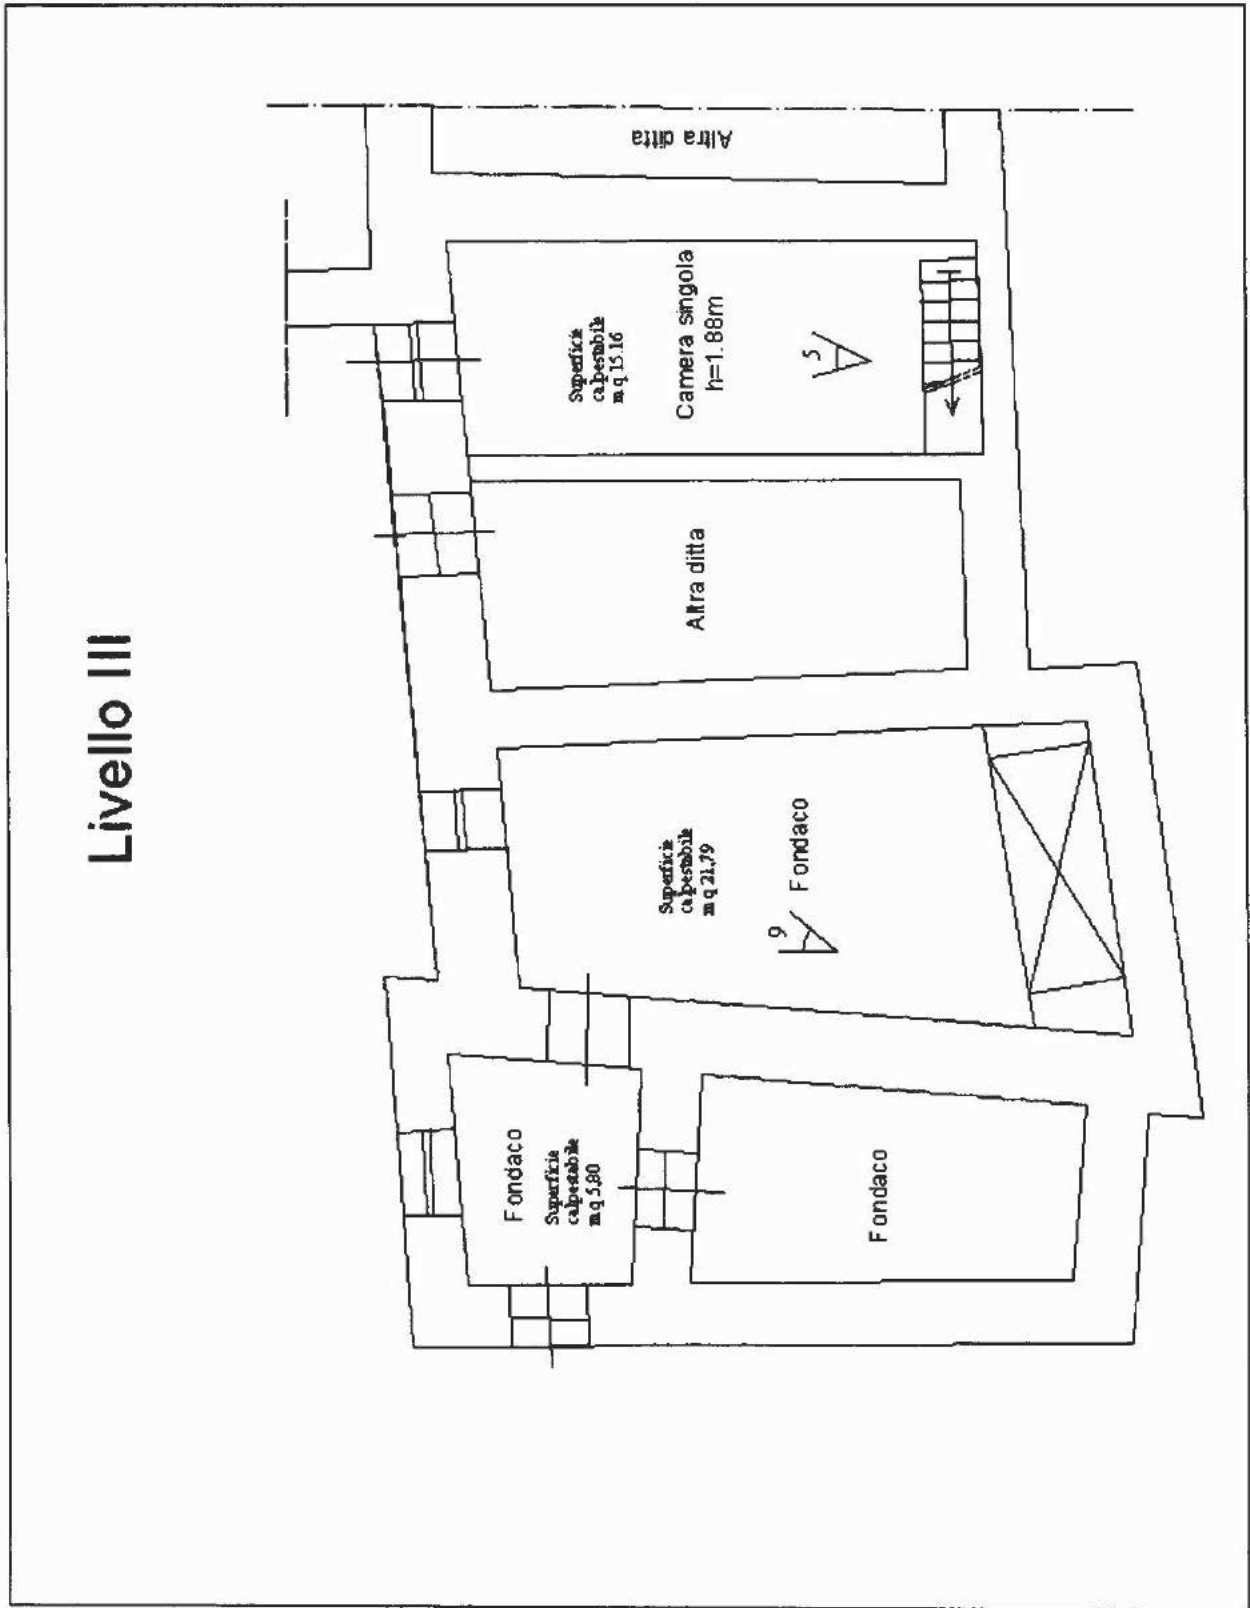 Livello III
Fondaco
Superficie
calpestabile
mq 5,80
Fondaco
Superficie
calpestabile
mq 21,79
Fondaco
9
Altra ditta
Superficie
calpestabile
mq 15.16
Camera singola
h=1.88m
5
Altra ditta